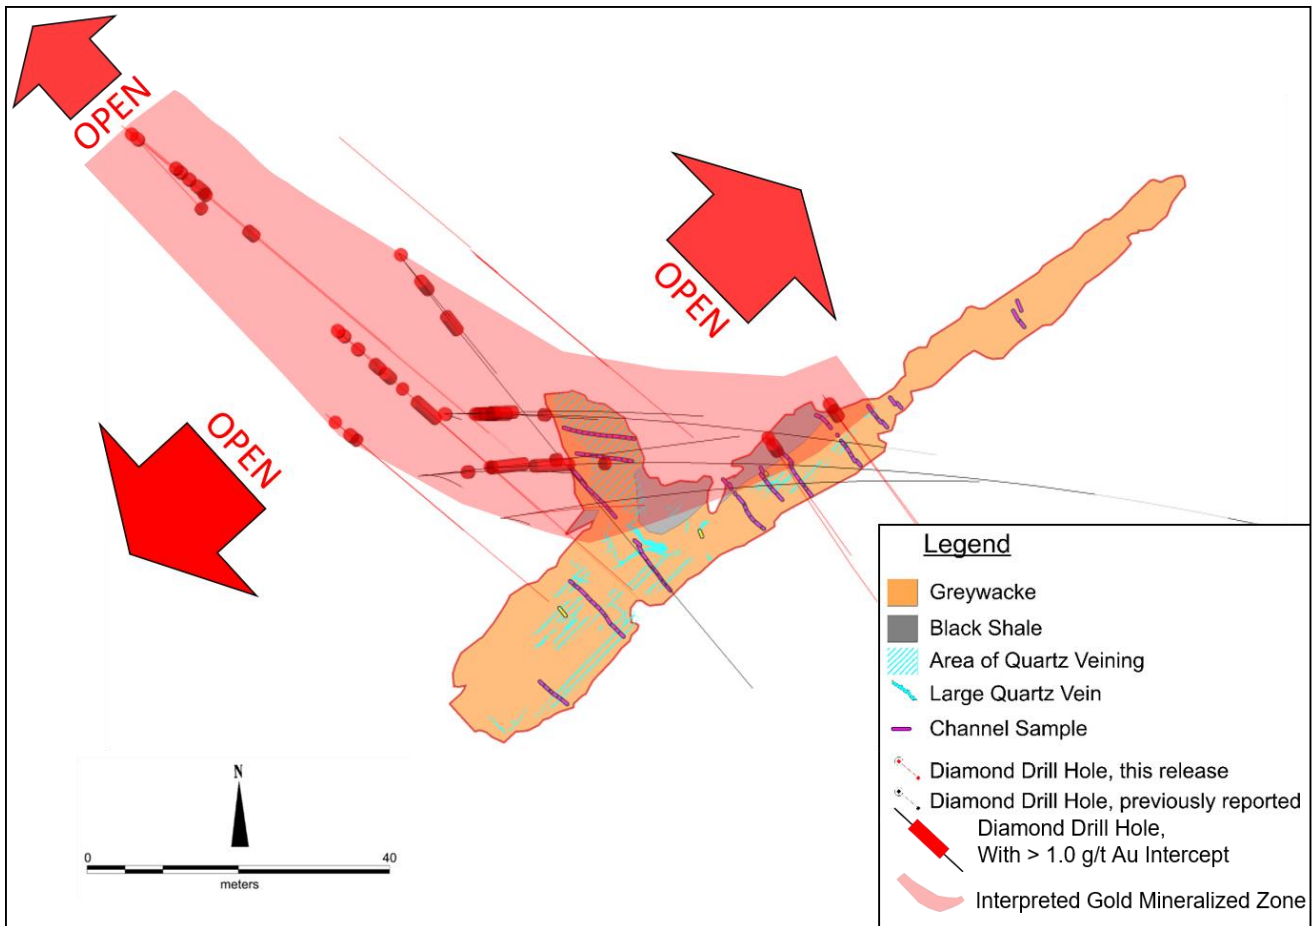 OPEN
OPEN
OPEN
Legend
Greywacke
Black Shale
Area of Quartz Veining
Large Quartz Vein
Channel Sample
Diamond Drill Hole, this release
Diamond Drill Hole, previously reported
Diamond Drill Hole,
With > 1.0 g/t Au Intercept
Interpreted Gold Mineralized Zone
N
0 40
meters